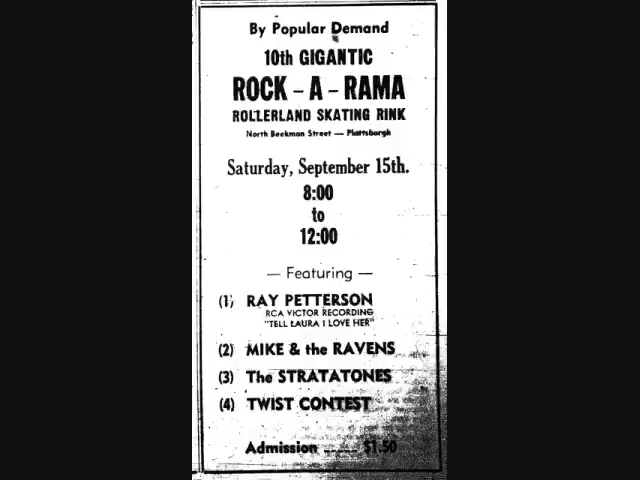 By Popular Demand
10th GIGANTIC
ROCK - A - RAMA
ROLLERLAND SKATING RINK
North Beekman Street — Plattsburgh
Saturday, September 15th.
8:00
to
12:00
— Featuring —
(1) RAY PETTERSON
RCA VICTOR RECORDING
"TELL LAURA I LOVE HER"
(2) MIKE & the RAVENS
(3) The STRATATONES
(4) TWIST CONTEST
Admission ...... $1.50